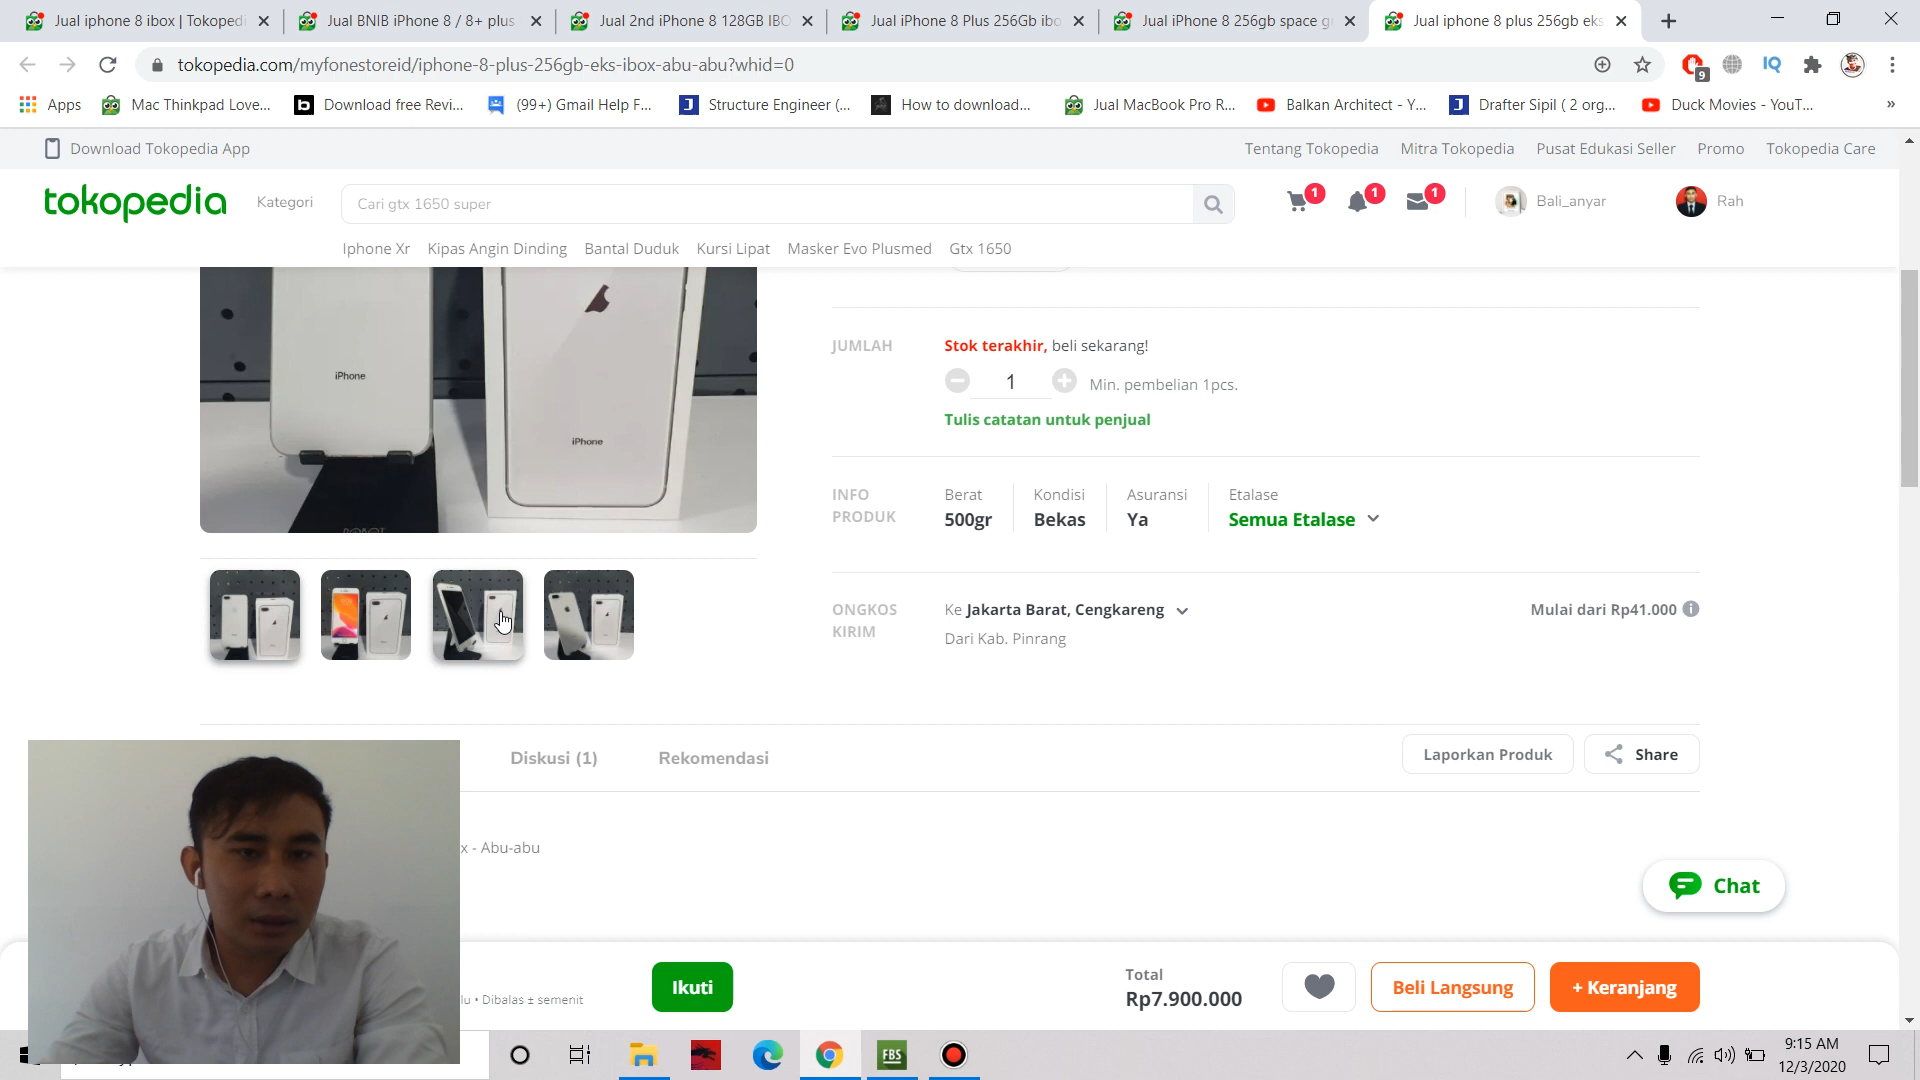 Jual iphone 8 ibox | Tokopedi
Jual BNIB iPhone 8 / 8+ plus
Jual 2nd iPhone 8 128GB IBO
Jual iPhone 8 Plus 256Gb ibo
Jual iPhone 8 256gb space g
Jual iphone 8 plus 256gb eks
tokopedia.com/myfonestoreid/iphone-8-plus-256gb-eks-ibox-abu-abu?whid=0
9
IQ
Apps
Mac Thinkpad Love...
Download free Revi...
(99+) Gmail Help F...
Structure Engineer (...
How to download...
Jual MacBook Pro R...
Balkan Architect - Y...
Drafter Sipil ( 2 org...
Duck Movies - YouT...
»
Download Tokopedia App
Tentang Tokopedia
Mitra Tokopedia
Pusat Edukasi Seller
Promo
Tokopedia Care
tokopedia
Kategori
Cari gtx 1650 super
1
1
1
Bali_anyar
Rah
Iphone Xr
Kipas Angin Dinding
Bantal Duduk
Kursi Lipat
Masker Evo Plusmed
Gtx 1650
iPhone
iPhone
ROBOT
JUMLAH
Stok terakhir, beli sekarang!
1
Min. pembelian 1pcs.
Tulis catatan untuk penjual
INFO PRODUK
Berat
500gr
Kondisi
Bekas
Asuransi
Ya
Etalase
Semua Etalase
ONGKOS KIRIM
Ke Jakarta Barat, Cengkareng
Mulai dari Rp41.000
Dari Kab. Pinrang
Diskusi (1)
Rekomendasi
Laporkan Produk
Share
x - Abu-abu
Chat
lu • Dibalas ± semenit
Ikuti
Total
Rp7.900.000
Beli Langsung
+ Keranjang
FBS
9:15 AM
12/3/2020